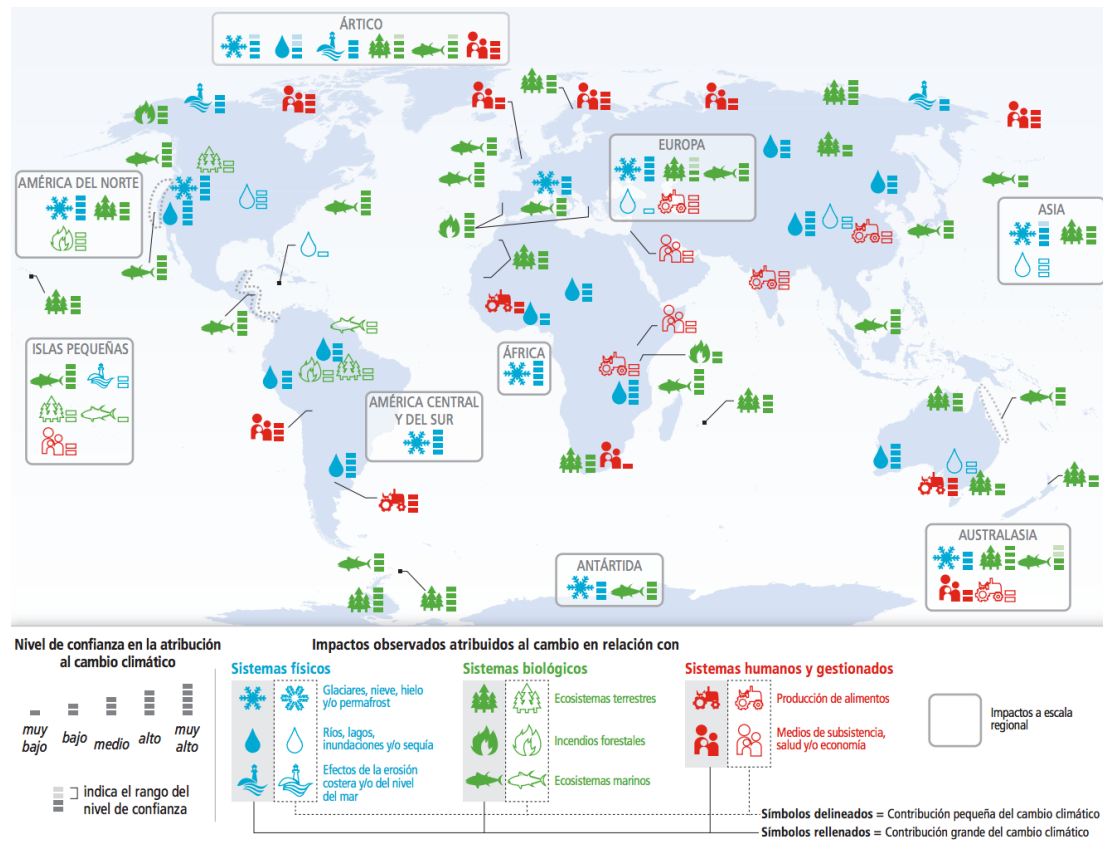 ÁRTICO
EUROPA
AMÉRICA DEL NORTE
ASIA
ISLAS PEQUEÑAS
ÁFRICA
AMÉRICA CENTRAL
Y DEL SUR
ANTÁRTIDA
AUSTRALASIA
Nivel de confianza en la atribución
al cambio climático
muy
bajo
bajo
medio
alto
muy
alto
indica el rango del
nivel de confianza
Impactos observados atribuidos al cambio en relación con
Sistemas físicos
Glaciares, nieve, hielo
y/o permafrost
Ríos, lagos,
inundaciones y/o sequía
Efectos de la erosión
costera y/o del nivel
del mar
Sistemas biológicos
Ecosistemas terrestres
Incendios forestales
Ecosistemas marinos
Sistemas humanos y gestionados
Producción de alimentos
Medios de subsistencia,
salud y/o economía
Impactos a escala
regional
Símbolos delineados = Contribución pequeña del cambio climático
Símbolos rellenados = Contribución grande del cambio climático